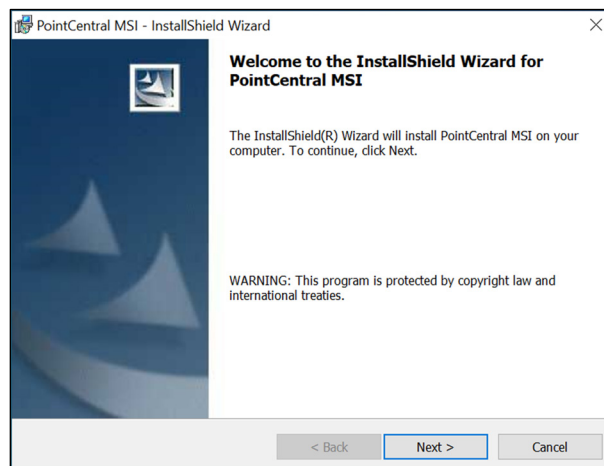 PointCentral MSI - InstallShield Wizard
Welcome to the InstallShield Wizard for
PointCentral MSI
The InstallShield(R) Wizard will install PointCentral MSI on your
computer. To continue, click Next.
WARNING: This program is protected by copyright law and
international treaties.
< Back
Next >
Cancel